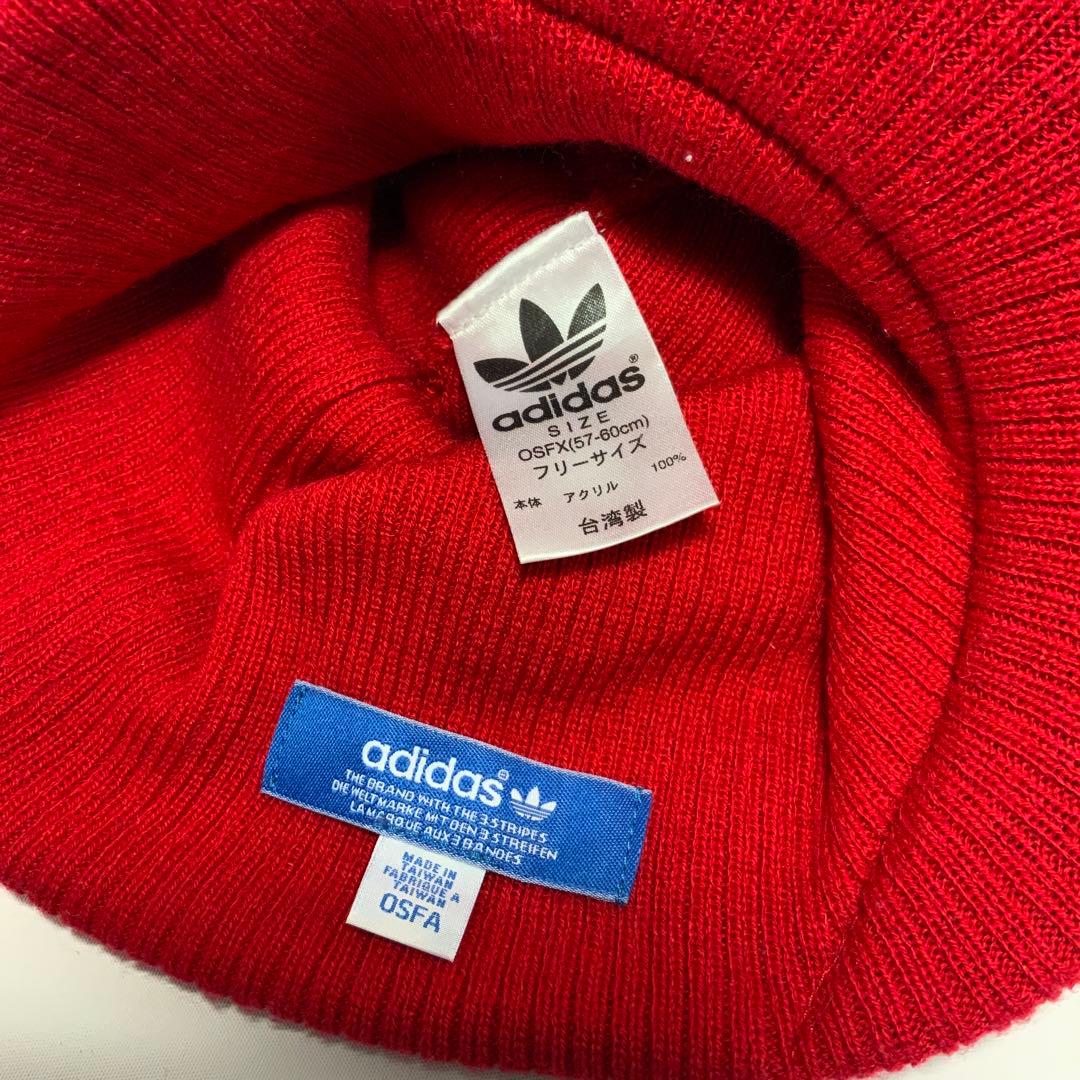 adidas®
SIZE
OSFX(57-60cm)
フリーサイズ
本体 アクリル 100%
台湾製
adidas®
THE BRAND WITH THE 3 STRIPES
DIE WELTMARKE MIT DEN 3 STREIFEN
LA MARQUE AUX 3 BANDES
MADE IN
TAIWAN
FABRIQUE A
TAIWAN
OSFA